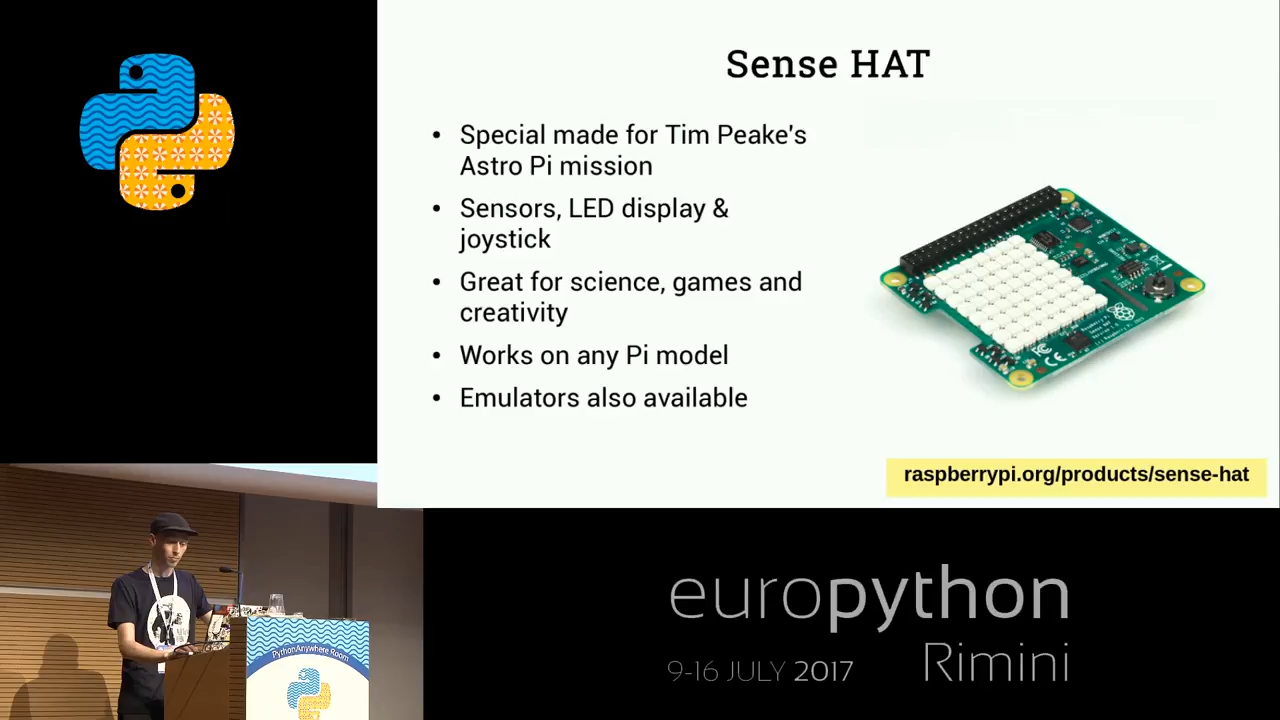 Sense HAT
• Special made for Tim Peake's
Astro Pi mission
• Sensors, LED display &
joystick
• Great for science, games and
creativity
• Works on any Pi model
• Emulators also available
raspberrypi.org/products/sense-hat
PythonAnywhere Room
europython
9-16 JULY 2017
Rimini